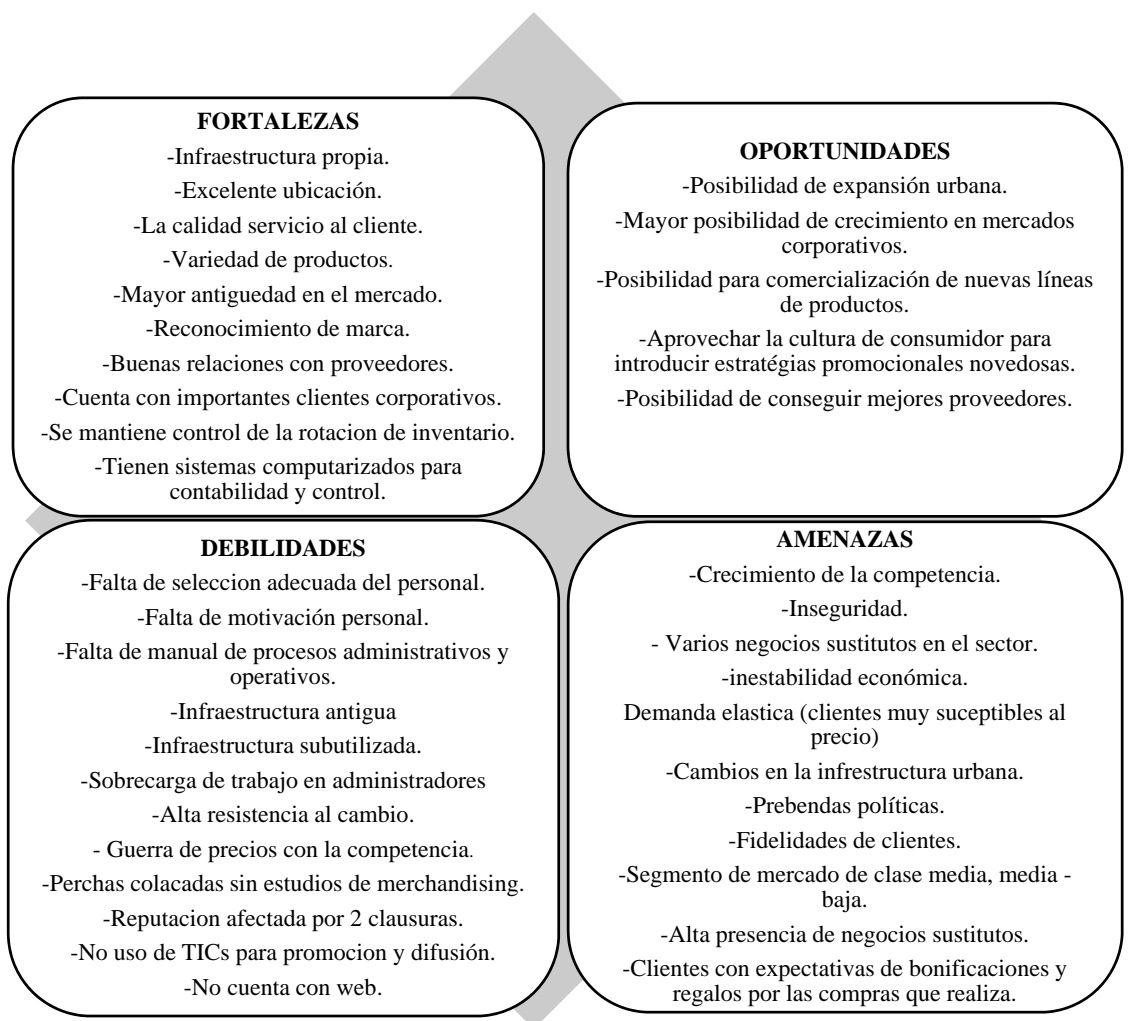 FORTALEZAS
-Infraestructura propia.
-Excelente ubicación.
-La calidad servicio al cliente.
-Variedad de productos.
-Mayor antiguedad en el mercado.
-Reconocimiento de marca.
-Buenas relaciones con proveedores.
-Cuenta con importantes clientes corporativos.
-Se mantiene control de la rotacion de inventario.
-Tienen sistemas computarizados para
contabilidad y control.
OPORTUNIDADES
-Posibilidad de expansión urbana.
-Mayor posibilidad de crecimiento en mercados
corporativos.
-Posibilidad para comercialización de nuevas líneas
de productos.
-Aprovechar la cultura de consumidor para
introducir estratégias promocionales novedosas.
-Posibilidad de conseguir mejores proveedores.
DEBILIDADES
-Falta de seleccion adecuada del personal.
-Falta de motivación personal.
-Falta de manual de procesos administrativos y
operativos.
-Infraestructura antigua
-Infraestructura subutilizada.
-Sobrecarga de trabajo en administradores
-Alta resistencia al cambio.
- Guerra de precios con la competencia.
-Perchas colacadas sin estudios de merchandising.
-Reputacion afectada por 2 clausuras.
-No uso de TICs para promocion y difusión.
-No cuenta con web.
AMENAZAS
-Crecimiento de la competencia.
-Inseguridad.
- Varios negocios sustitutos en el sector.
-inestabilidad económica.
Demanda elastica (clientes muy suceptibles al
precio)
-Cambios en la infrestructura urbana.
-Prebendas políticas.
-Fidelidades de clientes.
-Segmento de mercado de clase media, media -
baja.
-Alta presencia de negocios sustitutos.
-Clientes con expectativas de bonificaciones y
regalos por las compras que realiza.